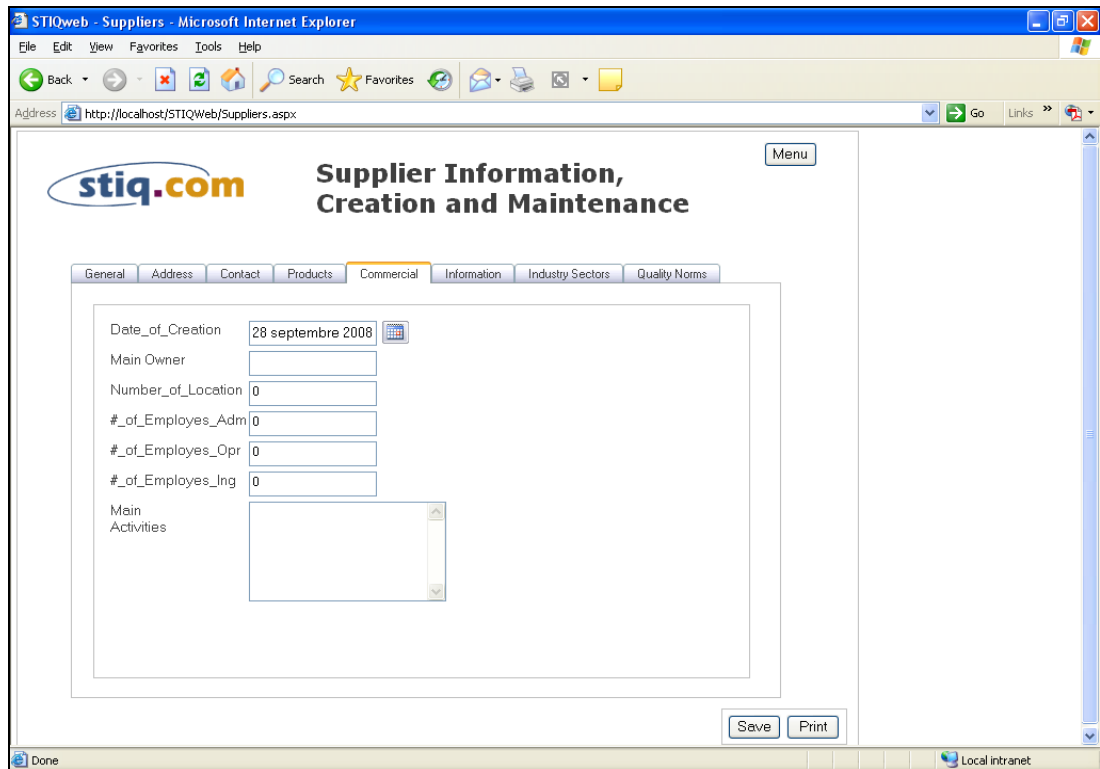 STIQweb - Suppliers - Microsoft Internet Explorer
File Edit View Favorites Tools Help
Back Search Favorites
Address http://localhost/STIQWeb/Suppliers.aspx Go Links »
Menu
stiq.com
Supplier Information,
Creation and Maintenance
General Address Contact Products Commercial Information Industry Sectors Quality Norms
Date_of_Creation 28 septembre 2008
Main Owner
Number_of_Location 0
#_of_Employes_Adm 0
#_of_Employes_Opr 0
#_of_Employes_Ing 0
Main
Activities
Save Print
Done Local intranet